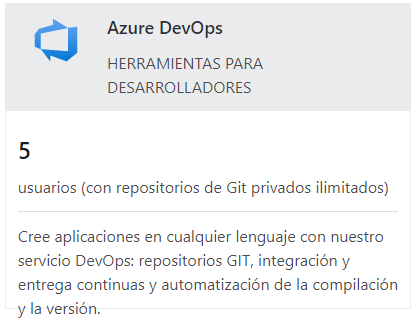 Azure DevOps
HERRAMIENTAS PARA
DESARROLLADORES
5
usuarios (con repositorios de Git privados ilimitados)
Cree aplicaciones en cualquier lenguaje con nuestro
servicio DevOps: repositorios GIT, integración y
entrega continuas y automatización de la compilación
y la versión.